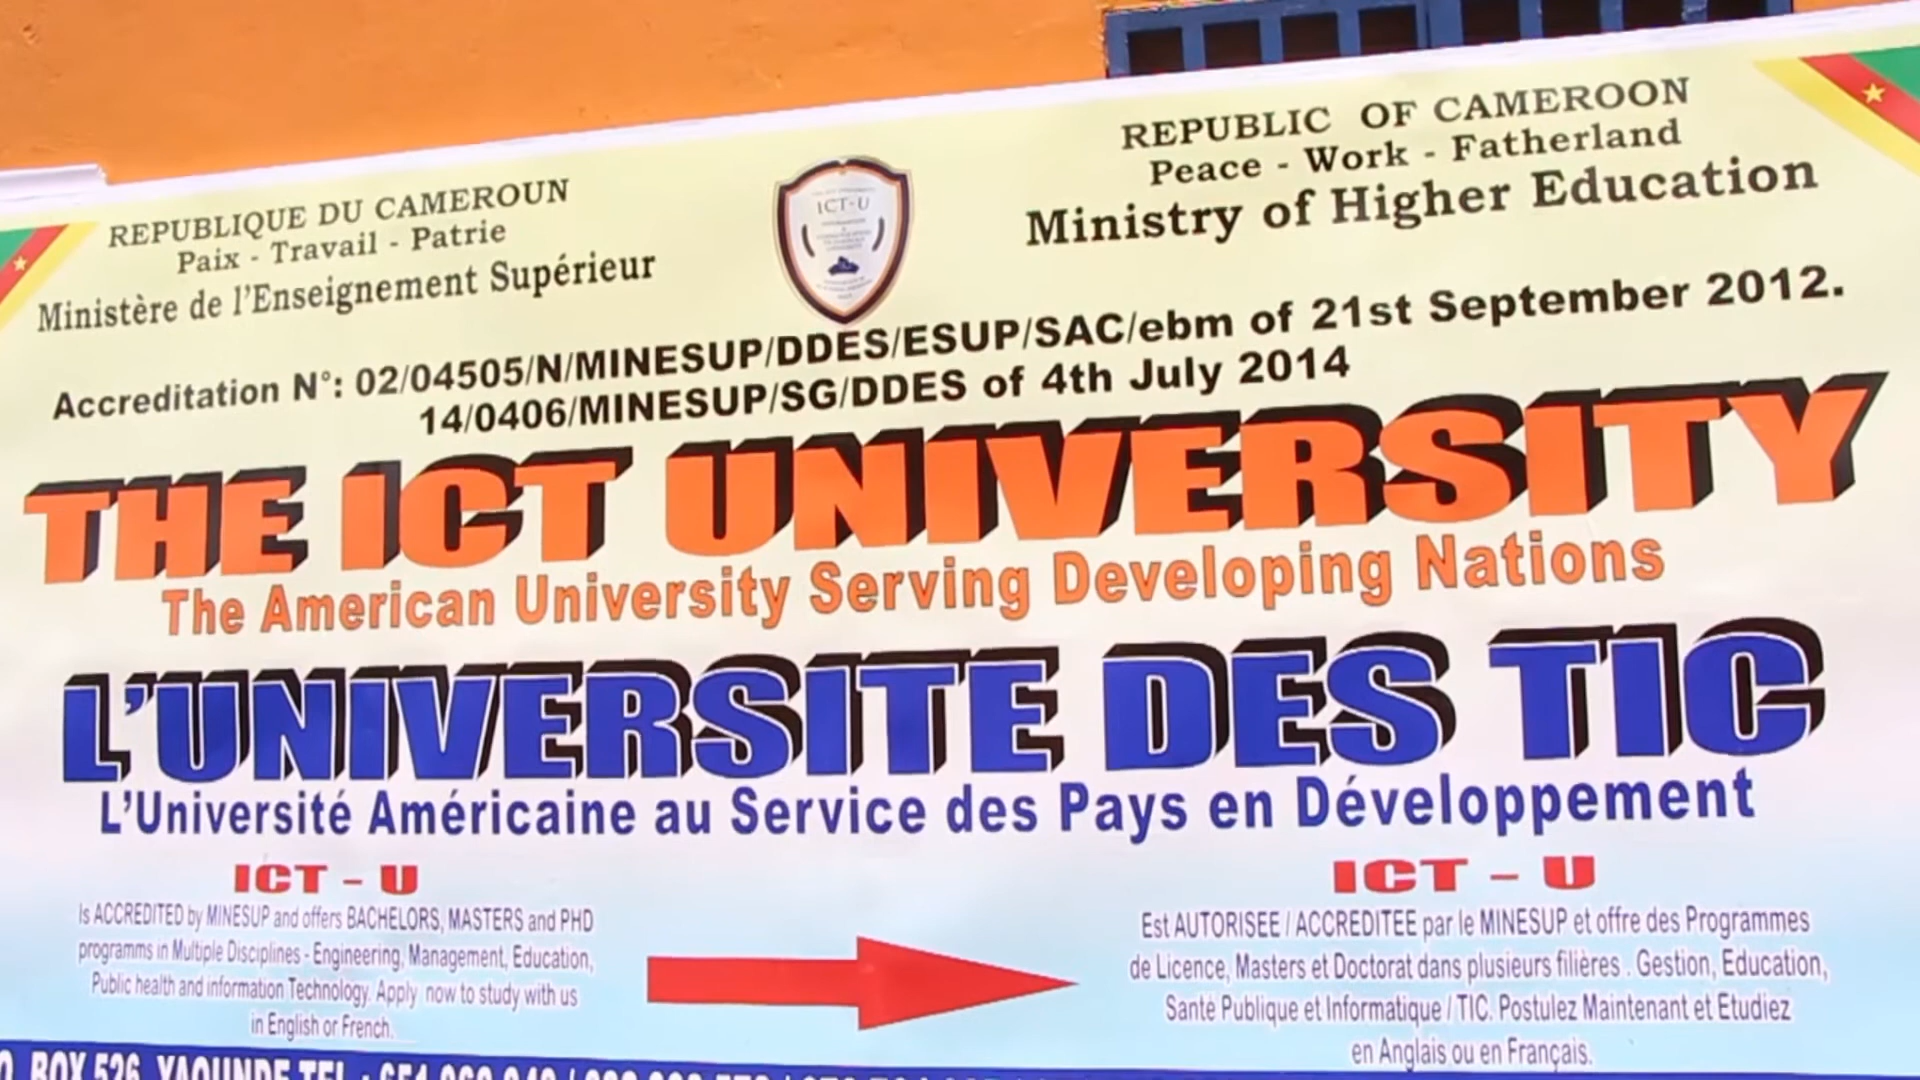 REPUBLIQUE DU CAMEROUN
Paix - Travail - Patrie
Ministère de l'Enseignement Supérieur
ICT-U
REPUBLIC OF CAMEROON
Peace - Work - Fatherland
Ministry of Higher Education
Accreditation N°: 02/04505/N/MINESUP/DDES/ESUP/SAC/ebm of 21st September 2012.
14/0406/MINESUP/SG/DDES of 4th July 2014
THE ICT UNIVERSITY
The American University Serving Developing Nations
L'UNIVERSITE DES TIC
L'Université Américaine au Service des Pays en Développement
ICT - U
Is ACCREDITED by MINESUP and offers BACHELORS, MASTERS and PHD
programms in Multiple Disciplines - Engineering, Management, Education,
Public health and information Technology. Apply now to study with us
in English or French.
ICT - U
Est AUTORISEE / ACCREDITEE par le MINESUP et offre des Programmes
de Licence, Masters et Doctorat dans plusieurs filières . Gestion, Education,
Santé Publique et Informatique / TIC. Postulez Maintenant et Etudiez
en Anglais ou en Français.
BOX 526 YAOUNDE TEL :